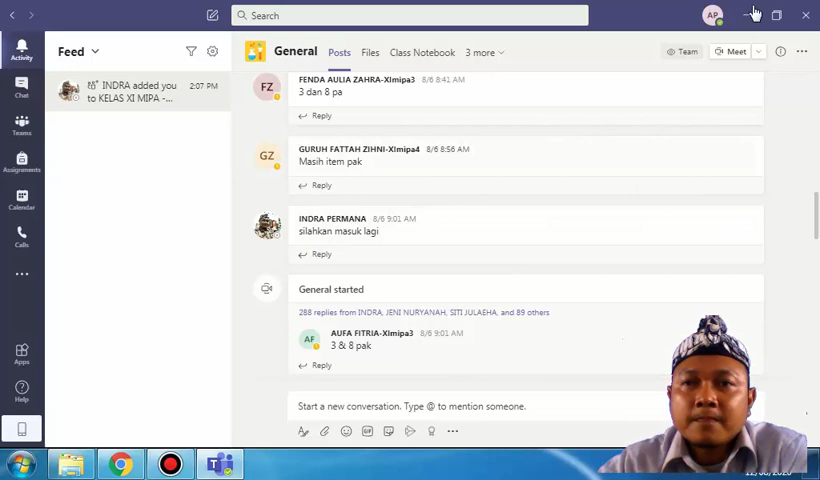 Search
AP
Activity
Chat
Teams
Assignments
Calendar
Calls
Apps
Help
Feed
INDRA added you
to KELAS XI MIPA -...
2:07 PM
General
Posts
Files
Class Notebook
3 more
Team
Meet
FZ
FENDA AULIA ZAHRA-XImipa3 8/6 8:41 AM
3 dan 8 pa
Reply
GZ
GURUH FATTAH ZIHNI-XImipa4 8/6 8:56 AM
Masih item pak
Reply
INDRA PERMANA 8/6 9:01 AM
silahkan masuk lagi
Reply
General started
288 replies from INDRA, JENI NURYANAH, SITI JULAEHA, and 89 others
AF
AUFA FITRIA-XImipa3 8/6 9:01 AM
3 & 8 pak
Reply
Start a new conversation. Type @ to mention someone.
GIF